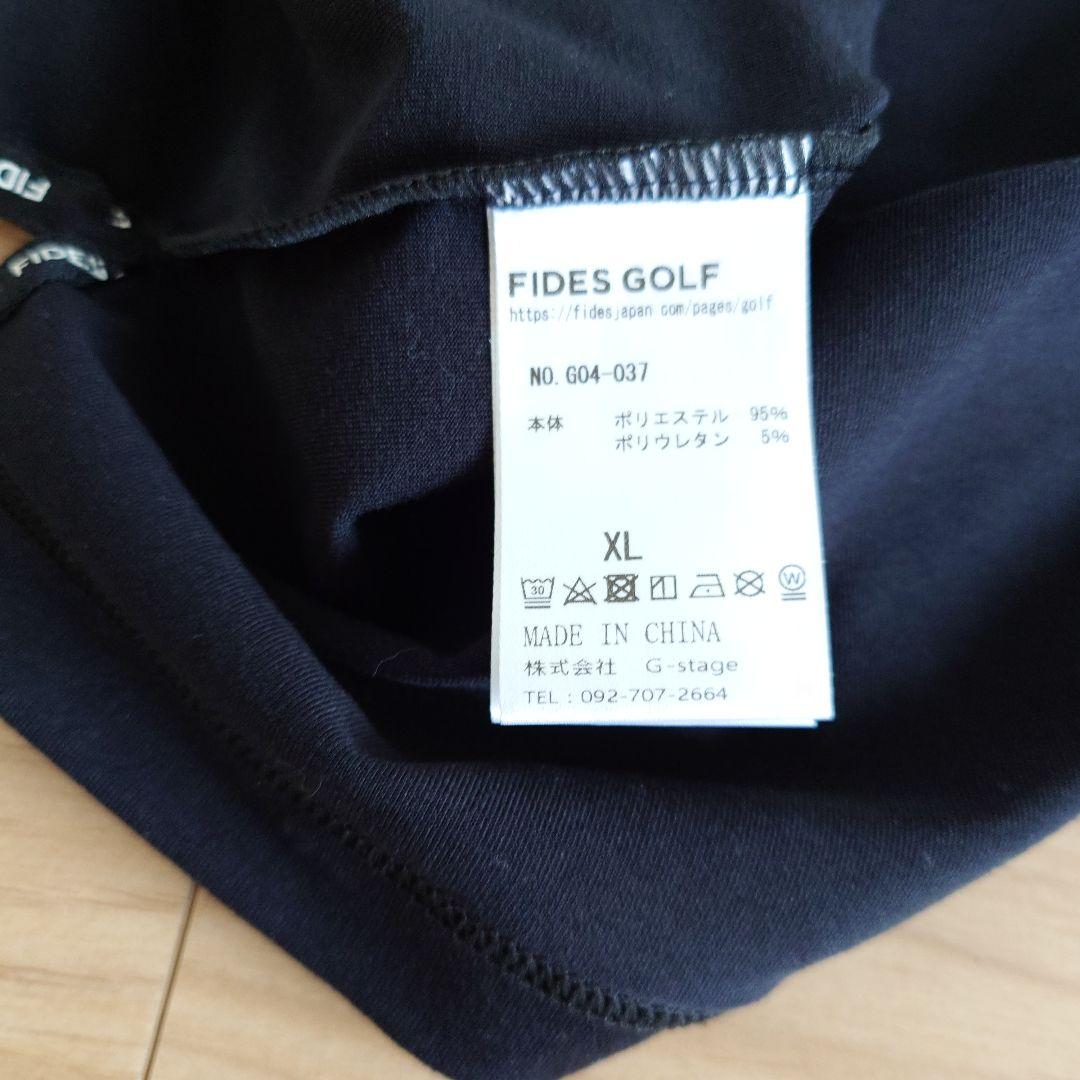 FID
FIDES
FIDES GOLF
https://fidesjapan com/pages/golf
NO. G04-037
本体 ポリエステル 95%
ポリウレタン 5%
XL
30 W
MADE IN CHINA
株式会社 G-stage
TEL : 092-707-2664